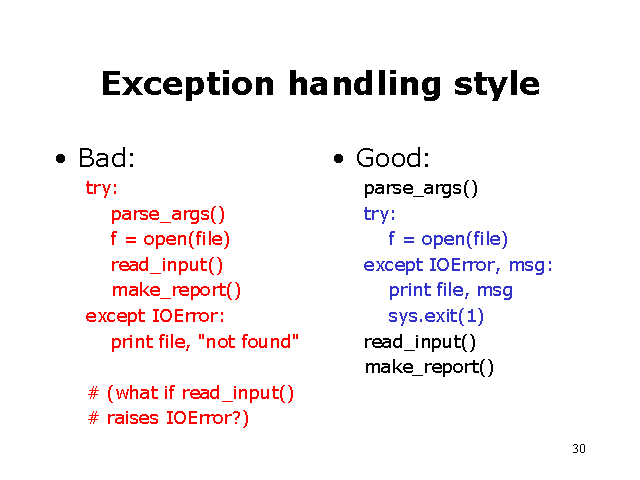 Exception handling style
• Bad:
try:
parse_args()
f = open(file)
read_input()
make_report()
except IOError:
print file, "not found"
# (what if read_input()
# raises IOError?)
• Good:
parse_args()
try:
f = open(file)
except IOError, msg:
print file, msg
sys.exit(1)
read_input()
make_report()
30